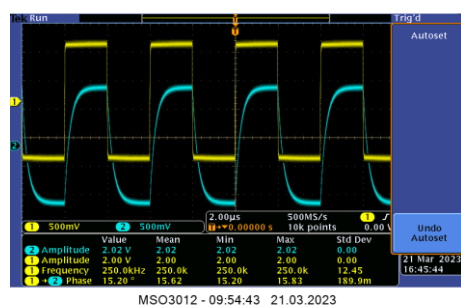 Tek Run
Trig'd
Autoset
1
2
1 500mV 2 500mV 2.00µs 500MS/s 1
0.00000 s 10k points 0.00 V
Value Mean Min Max Std Dev
2 Amplitude 2.02 V 2.02 2.02 2.02 0.00
1 Amplitude 2.00 V 2.00 2.00 2.00 0.00
1 Frequency 250.0kHz 250.0k 250.0k 250.0k 12.45
1 → 2 Phase 15.20 ° 15.62 15.20 15.83 189.9m
Undo
Autoset
21 Mar 2023
16:45:44
MSO3012 - 09:54:43 21.03.2023